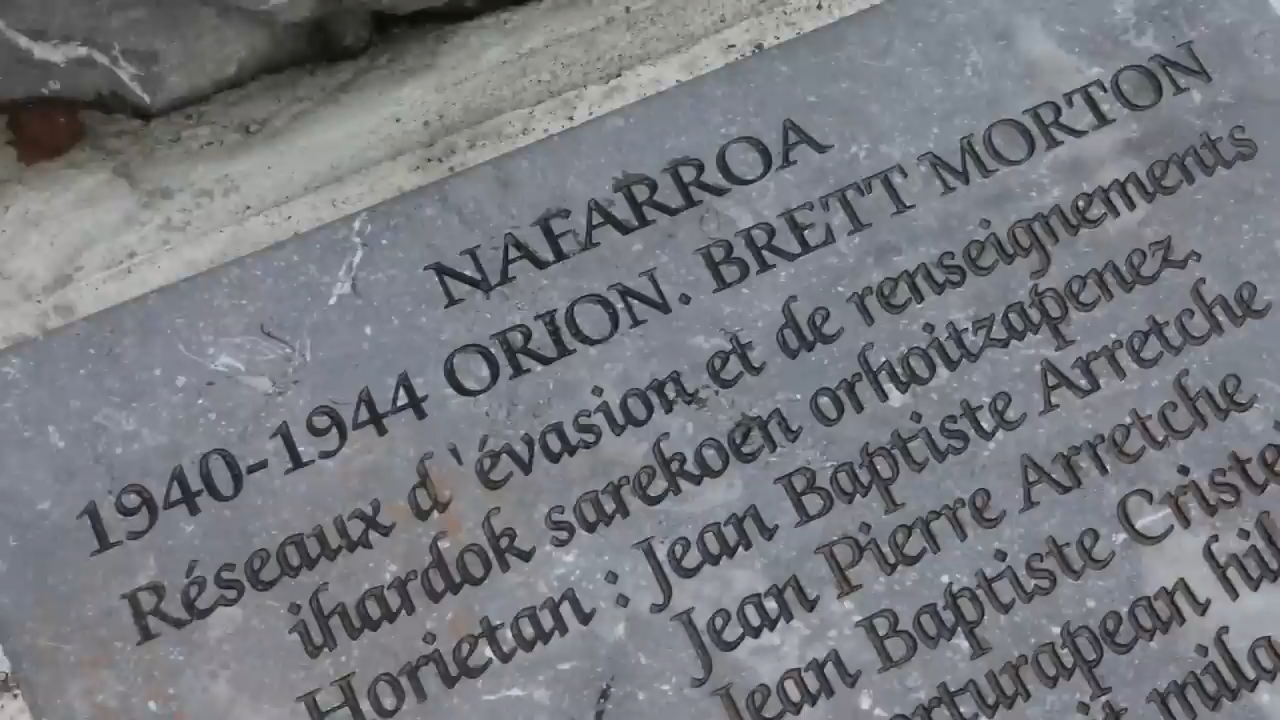 NAFARROA
1940-1944 ORION. BRETT MORTON
Réseaux d'évasion et de renseignements
ihardok sarekoen orhoitzapenez.
Horietan : Jean Baptiste Arretche
Jean Pierre Arretche
Jean Baptiste